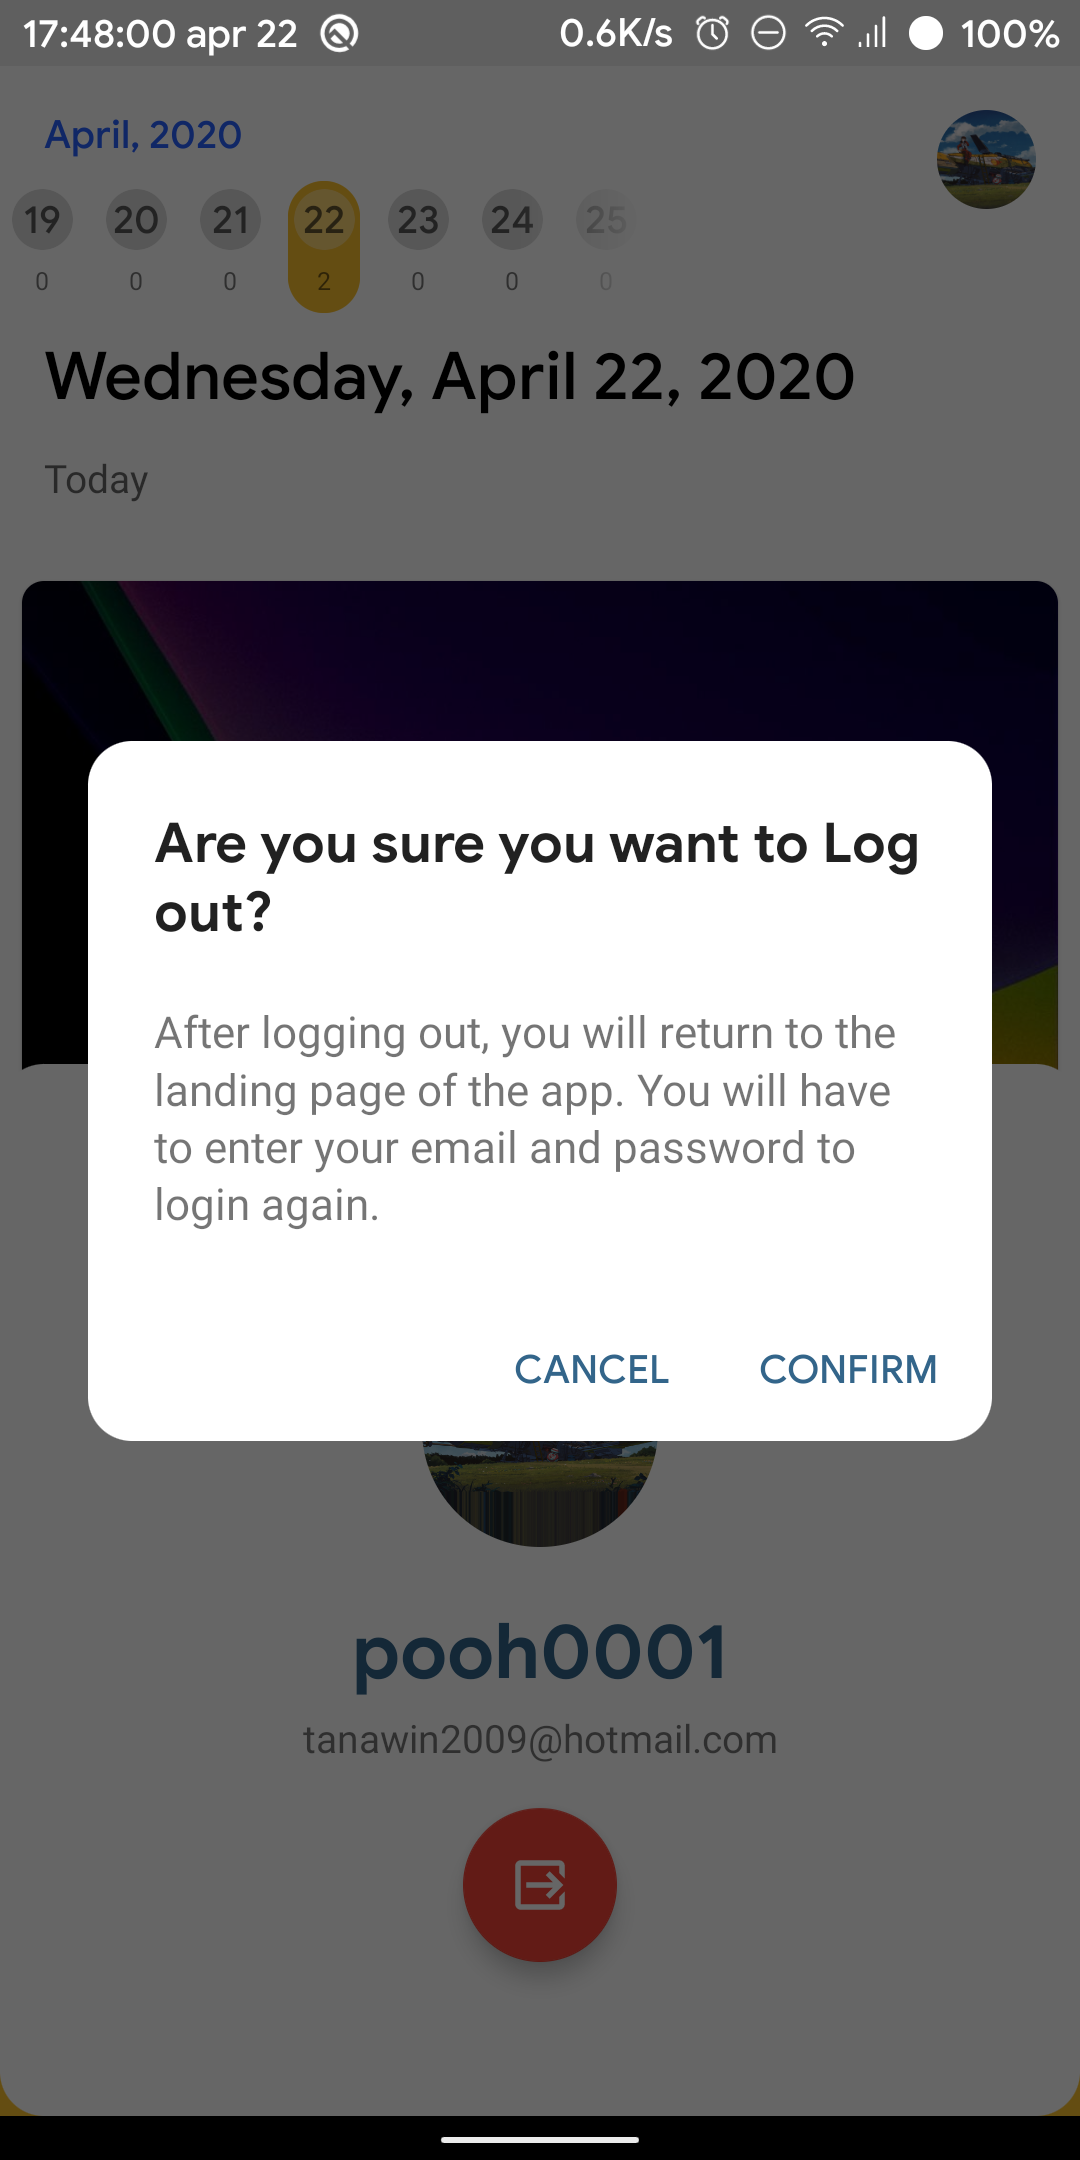 17:48:00 apr 22 0.6K/s 100%
April, 2020
19 20 21 22 23 24 25
0 0 0 2 0 0 0
Wednesday, April 22, 2020
Today
Are you sure you want to Log
out?
After logging out, you will return to the
landing page of the app. You will have
to enter your email and password to
login again.
CANCEL CONFIRM
pooh0001
tanawin2009@hotmail.com